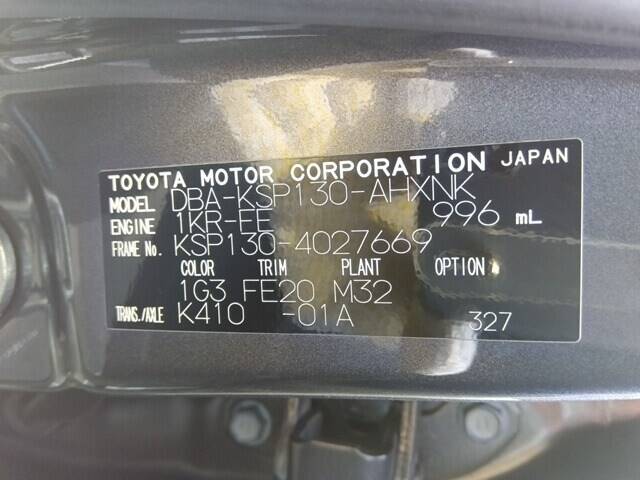 TOYOTA MOTOR CORPORATION JAPAN
MODEL DBA-KSP130-AHXNK
ENGINE 1KR-FE 996 mL
FRAME No. KSP130-4027669
COLOR TRIM PLANT OPTION
1G3 FE20 M32
TRANS./AXLE K410 -01A 327